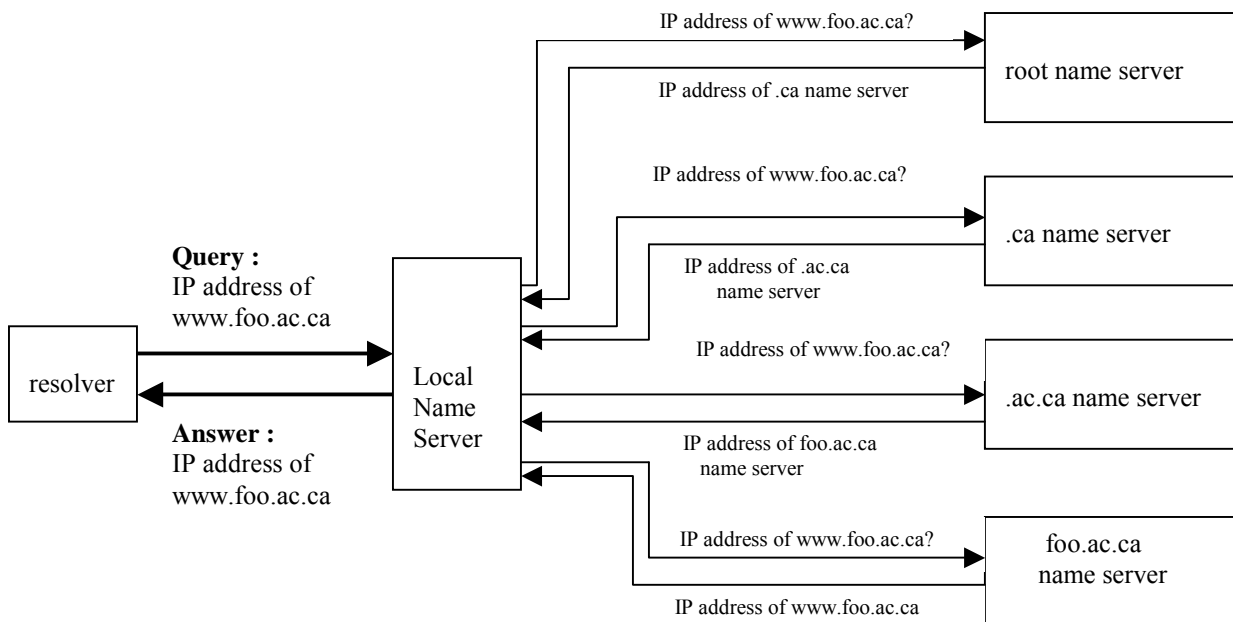 IP address of www.foo.ac.ca?
root name server
IP address of .ca name server
IP address of www.foo.ac.ca?
.ca name server
IP address of .ac.ca
name server
Query :
IP address of
www.foo.ac.ca
resolver
Local
Name
Server
Answer :
IP address of
www.foo.ac.ca
IP address of www.foo.ac.ca?
.ac.ca name server
IP address of foo.ac.ca
name server
IP address of www.foo.ac.ca?
foo.ac.ca
name server
IP address of www.foo.ac.ca